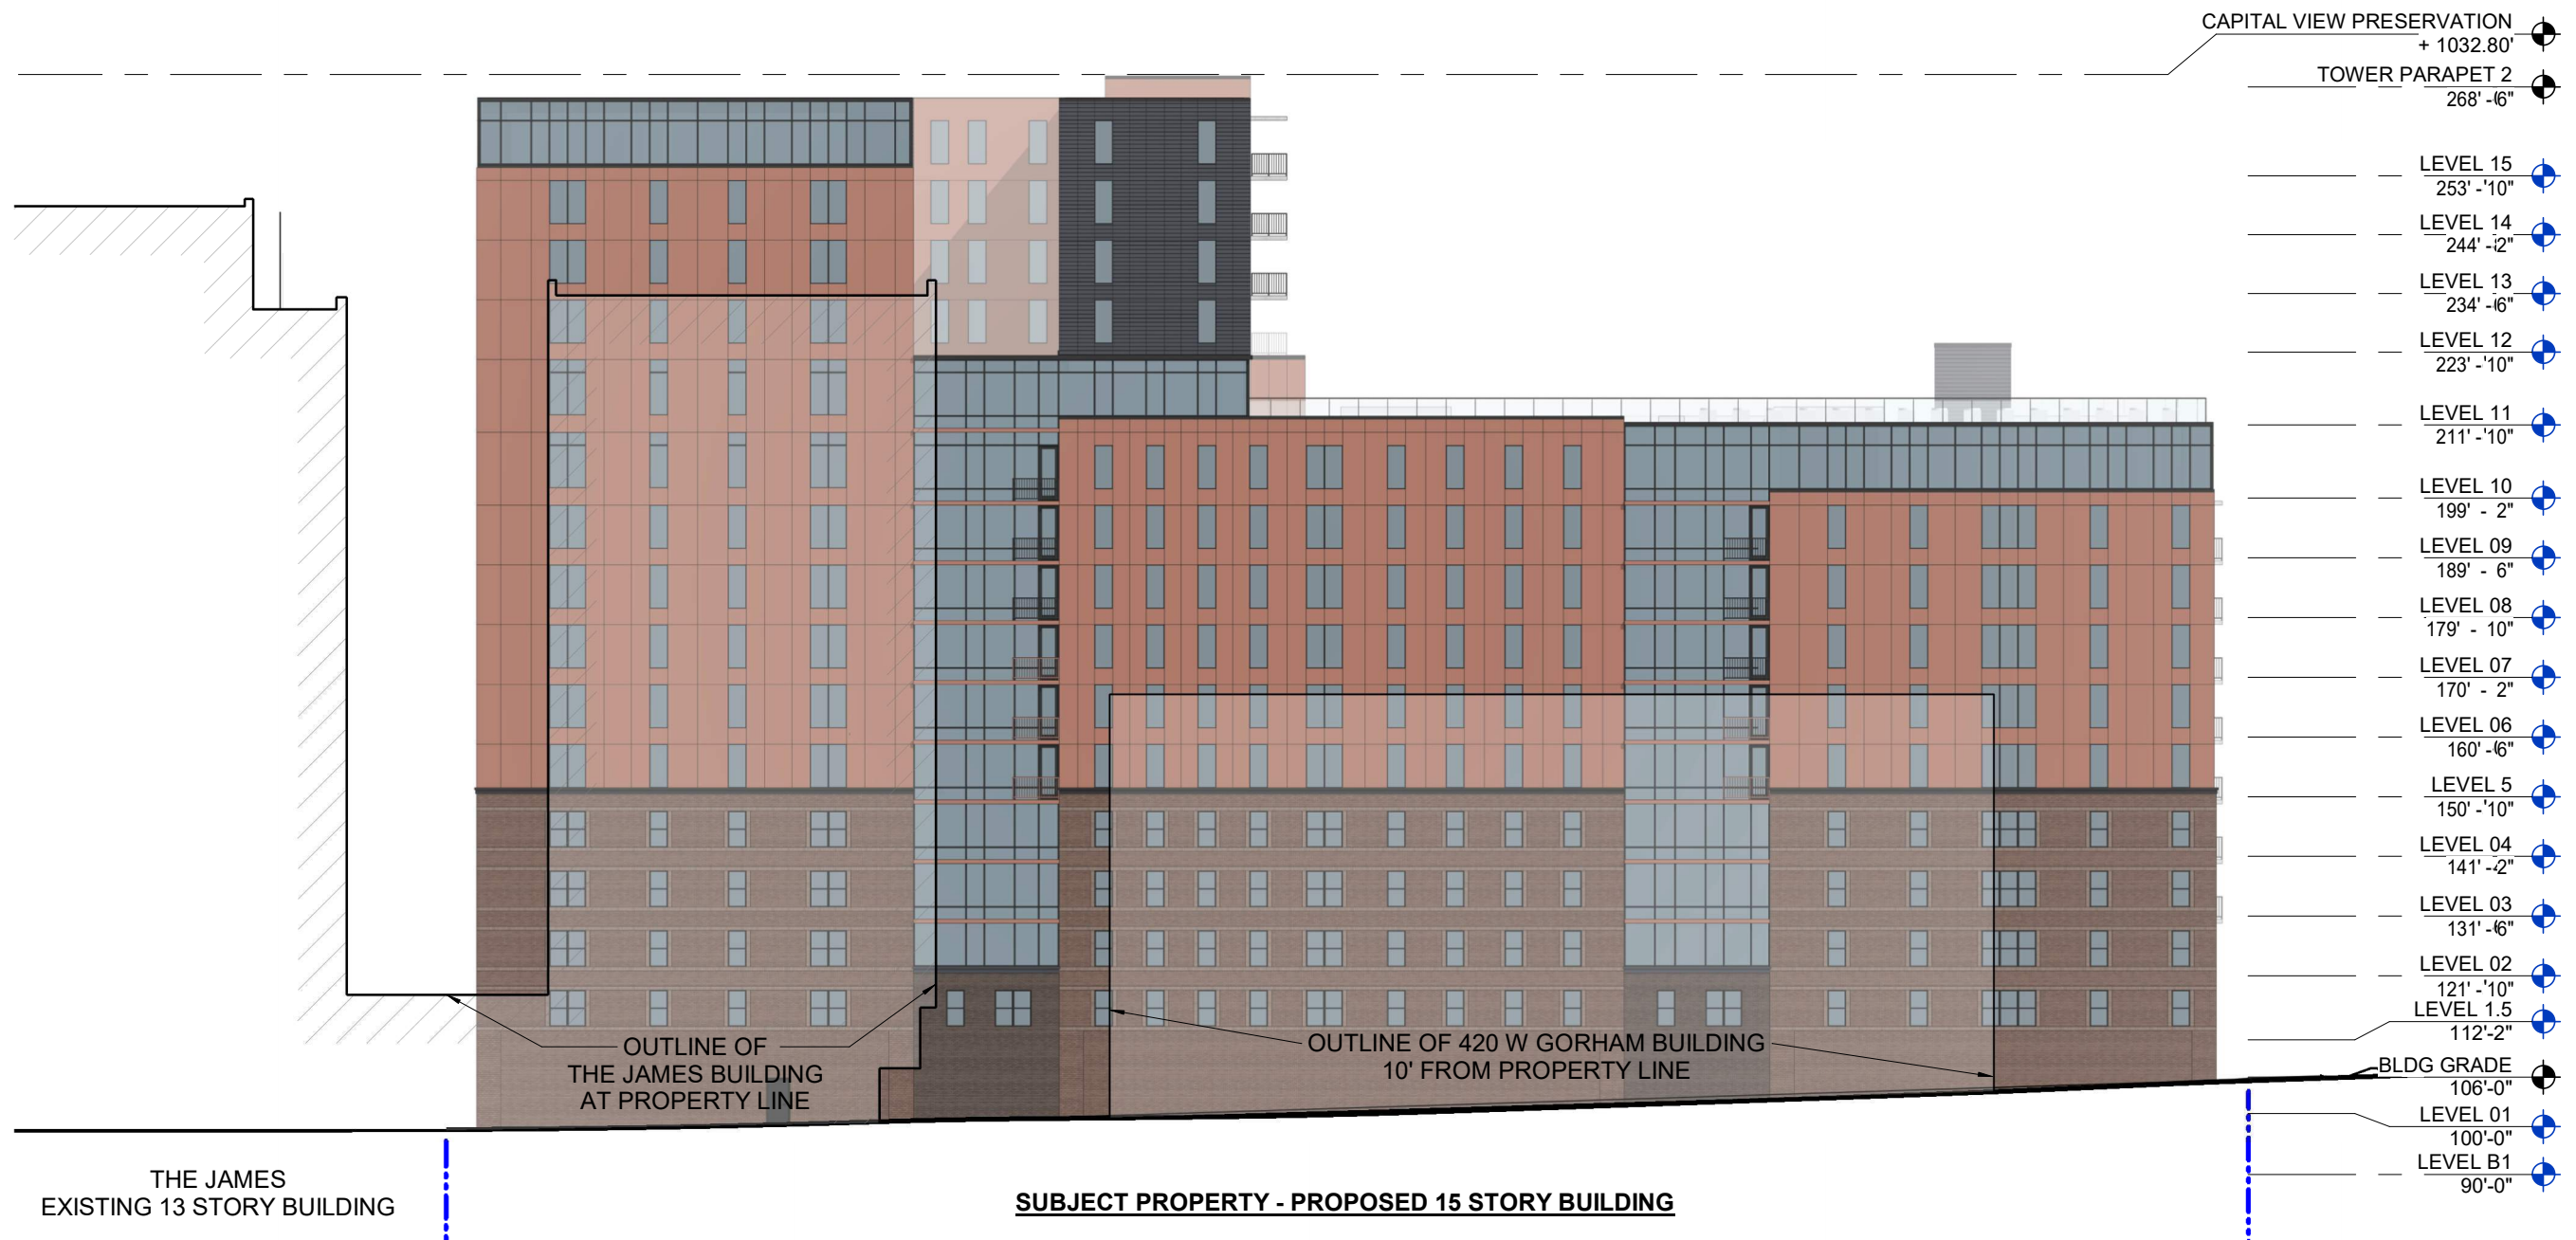 CAPITAL VIEW PRESERVATION
+ 1032.80'
TOWER PARAPET 2
268' - 6"
LEVEL 15
253' - 10"
LEVEL 14
244' - 2"
LEVEL 13
234' - 6"
LEVEL 12
223' - 10"
LEVEL 11
211' - 10"
LEVEL 10
199' - 2"
LEVEL 09
189' - 6"
LEVEL 08
179' - 10"
LEVEL 07
170' - 2"
LEVEL 06
160' - 6"
LEVEL 5
150' - 10"
LEVEL 04
141' - 2"
LEVEL 03
131' - 6"
LEVEL 02
121' - 10"
LEVEL 1.5
112'-2"
BLDG GRADE
106'-0"
LEVEL 01
100'-0"
LEVEL B1
90'-0"
OUTLINE OF
THE JAMES BUILDING
AT PROPERTY LINE
OUTLINE OF 420 W GORHAM BUILDING
10' FROM PROPERTY LINE
THE JAMES
EXISTING 13 STORY BUILDING
SUBJECT PROPERTY - PROPOSED 15 STORY BUILDING